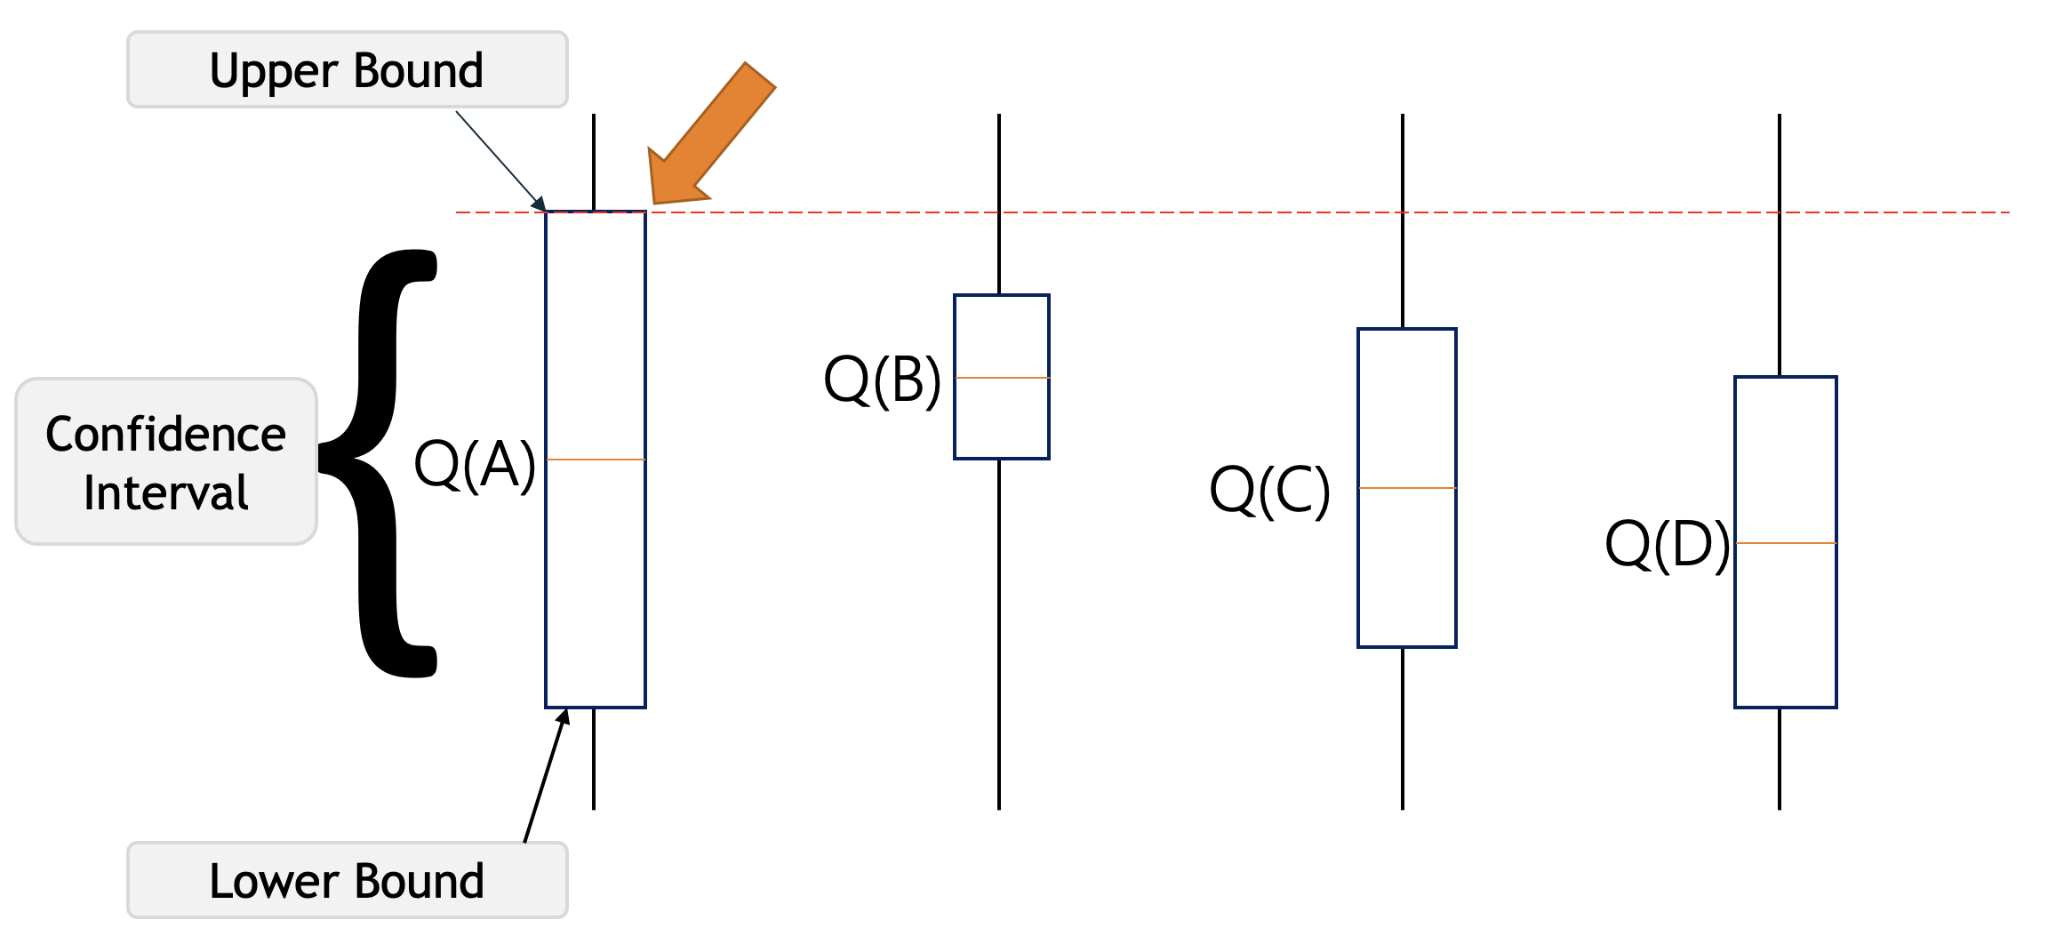 Upper Bound
Q(B)
Confidence
Interval
Q(A)
Q(C)
Q(D)
Lower Bound